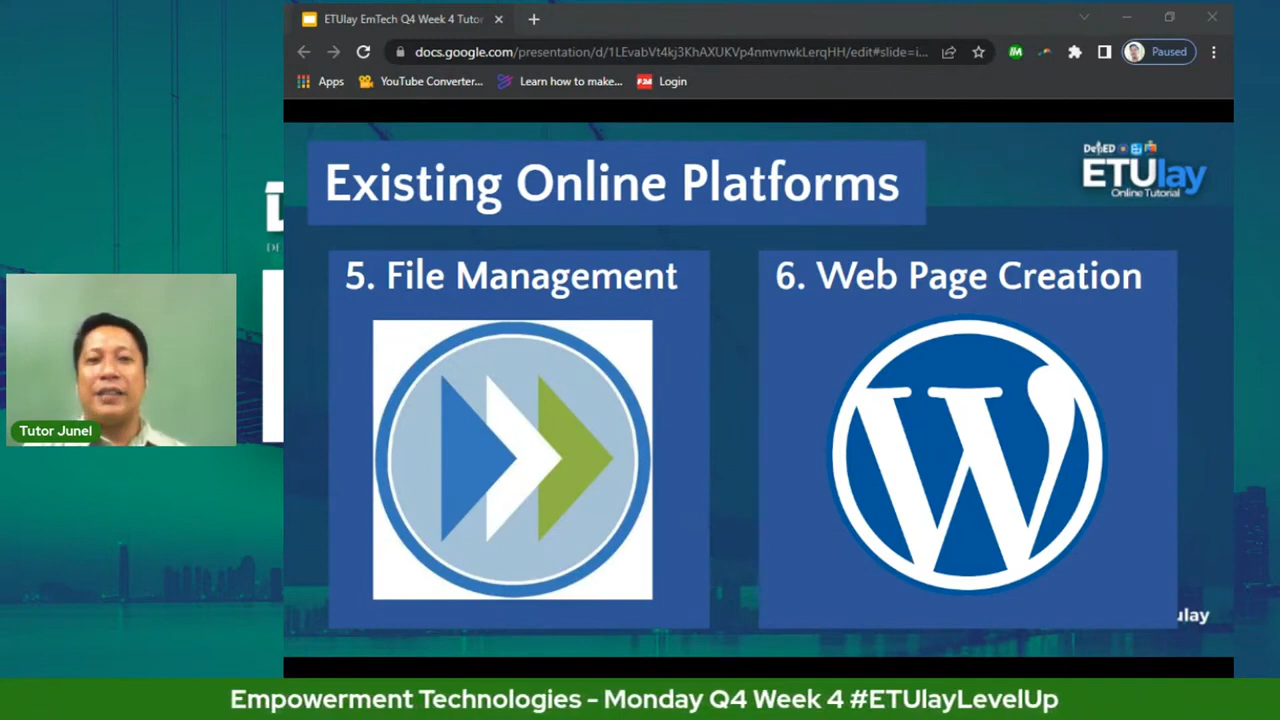 ETUlay EmTech Q4 Week 4 Tutor
docs.google.com/presentation/d/1LEvabVt4kj3KhAXUKVp4nmvnwkLerqHH/edit#slide=i...
Paused
Apps
YouTube Converter...
Learn how to make...
Login
Existing Online Platforms
DepED
ETUlay
Online Tutorial
5. File Management
6. Web Page Creation
Tutor Junel
ulay
Empowerment Technologies - Monday Q4 Week 4 #ETUlayLevelUp